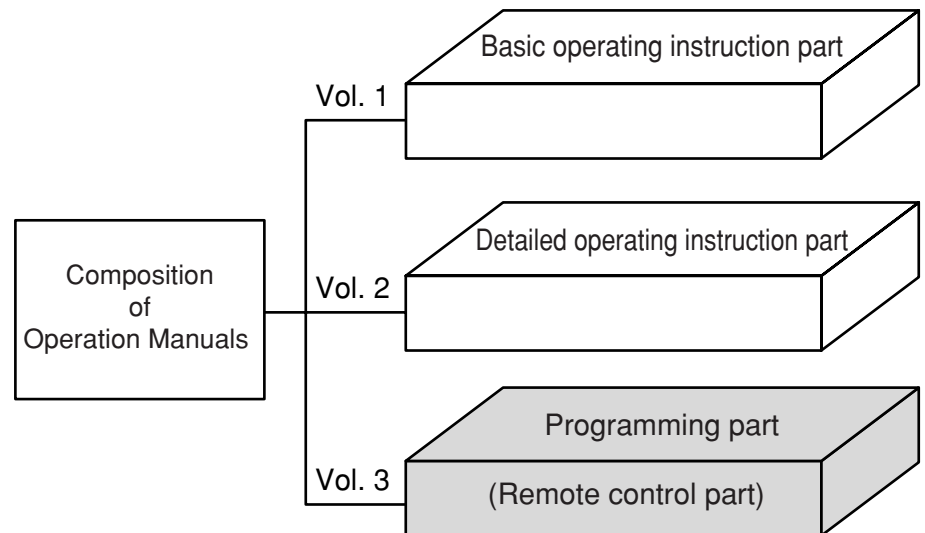 Basic operating instruction part
Vol. 1
Detailed operating instruction part
Composition
of
Operation Manuals
Vol. 2
Programming part
Vol. 3
(Remote control part)